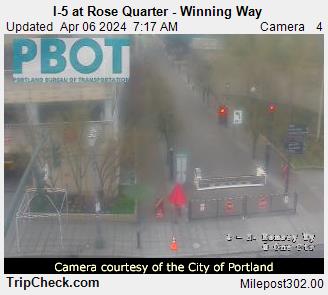 I-5 at Rose Quarter - Winning Way
Updated Apr 06 2024 7:17 AM Camera 4
PBOT
PORTLAND BUREAU OF TRANSPORTATION
Camera courtesy of the City of Portland
TripCheck.com Milepost302.00